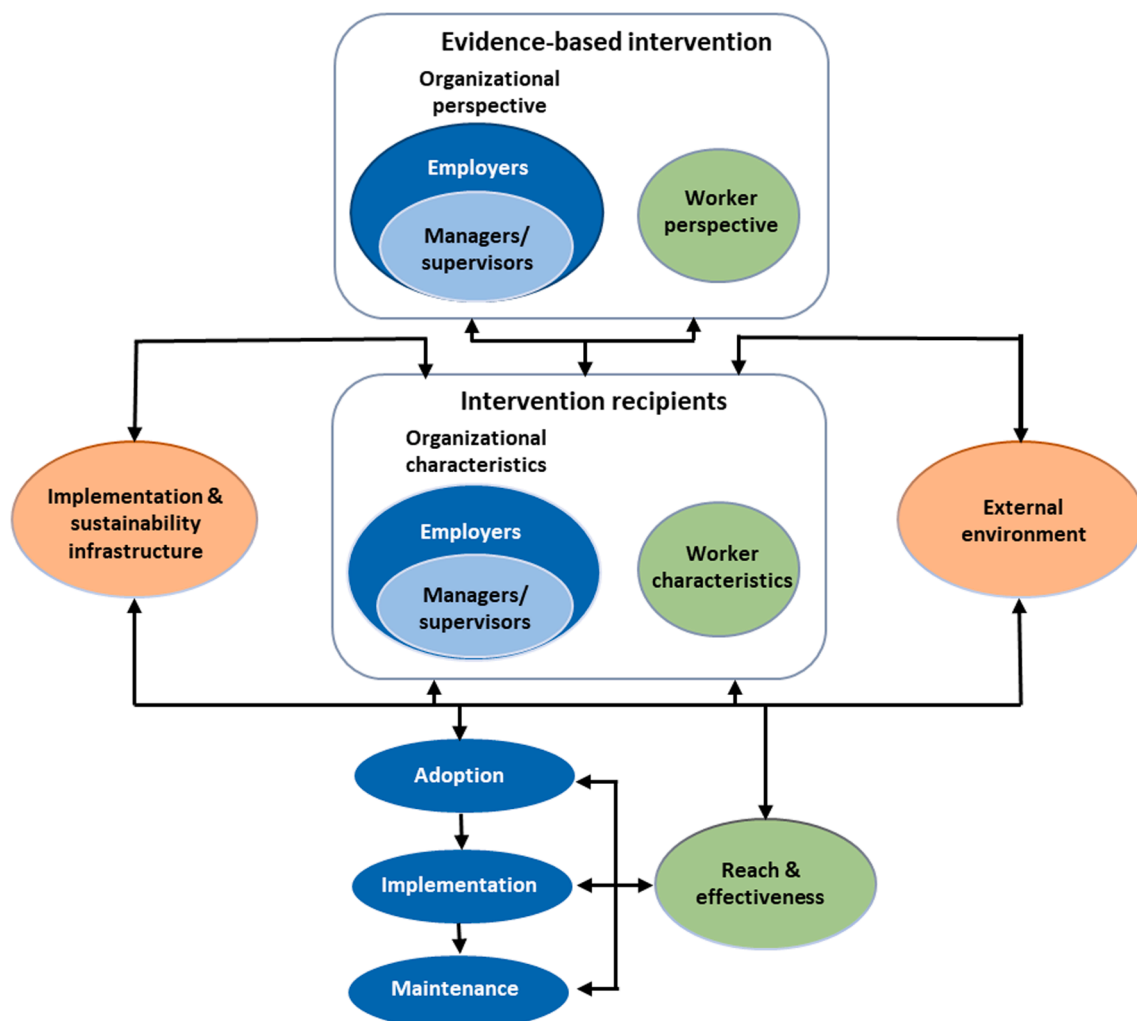 Evidence-based intervention
Organizational
perspective
Employers
Managers/
supervisors
Worker
perspective
Intervention recipients
Organizational
characteristics
Employers
Managers/
supervisors
Worker
characteristics
Implementation &
sustainability
infrastructure
External
environment
Adoption
Implementation
Maintenance
Reach &
effectiveness